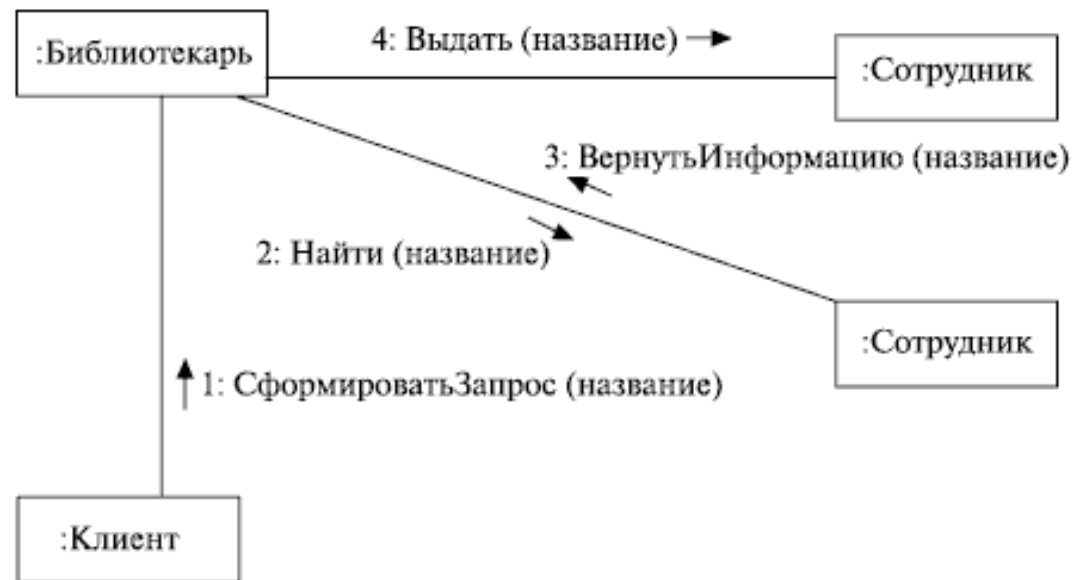 :Библиотекарь
4: Выдать (название)
:Сотрудник
3: ВернутьИнформацию (название)
2: Найти (название)
:Сотрудник
1: СформироватьЗапрос (название)
:Клиент